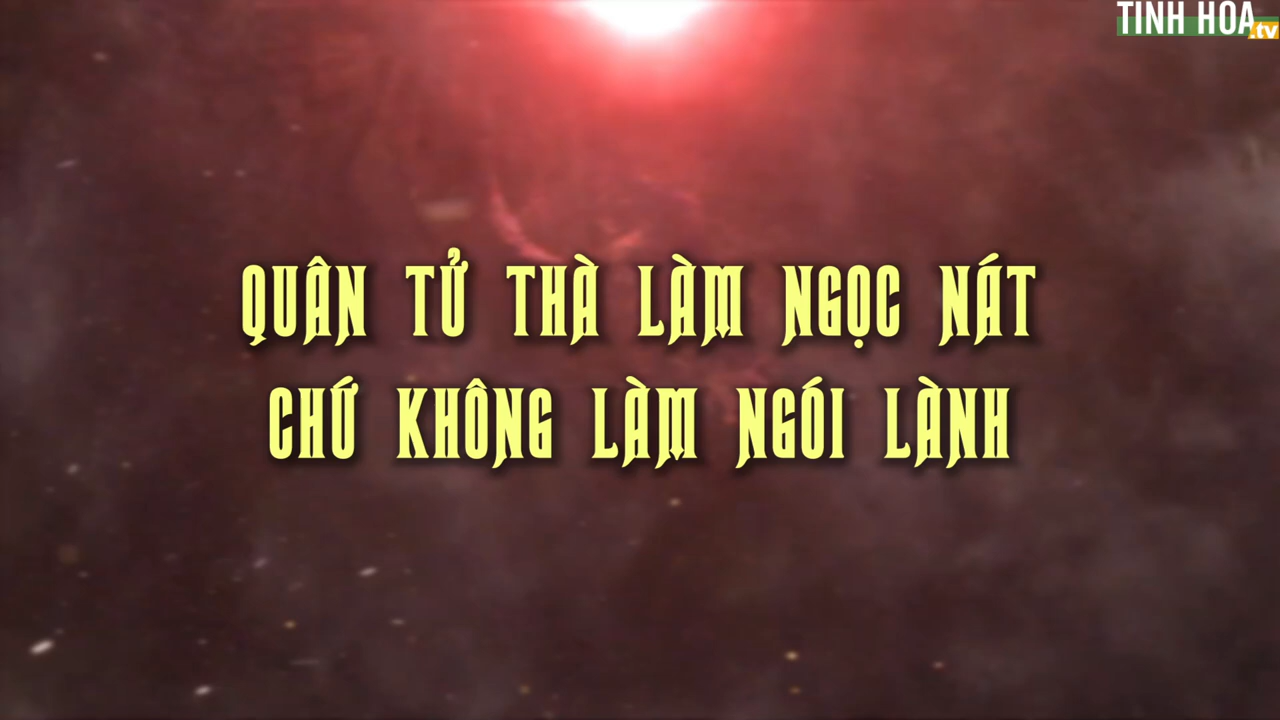 TINH HOA
.tv
QUÂN TỬ THÀ LÀM NGỌC NÁT
CHỨ KHÔNG LÀM NGÓI LÀNH